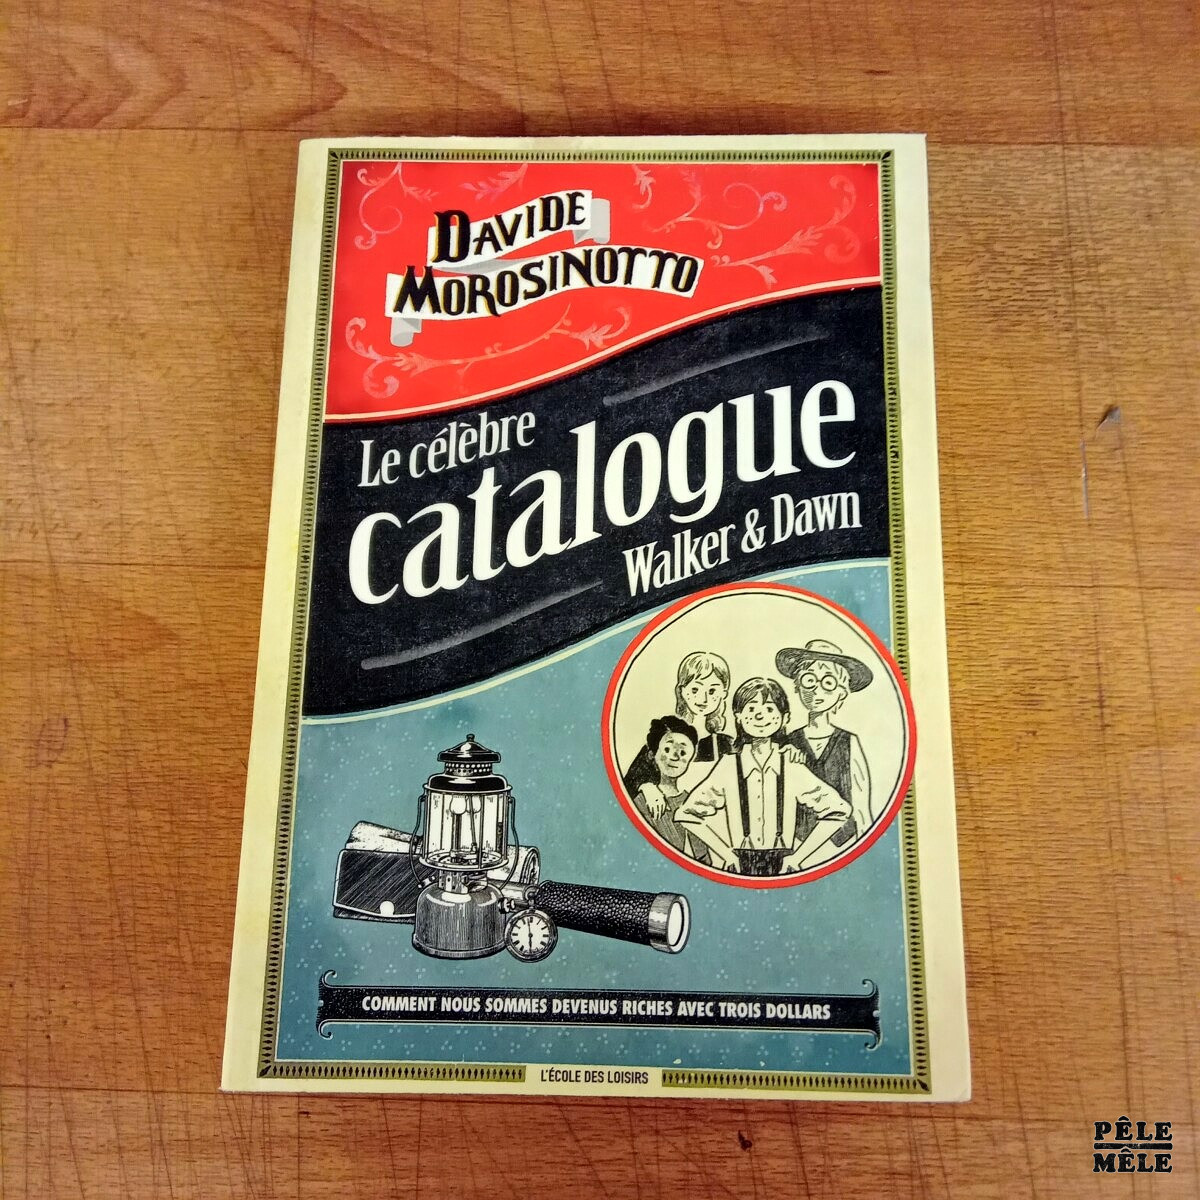 DAVIDE
MOROSINOTTO
Le célèbre
catalogue
Walker & Dawn
COMMENT NOUS SOMMES DEVENUS RICHES AVEC TROIS DOLLARS
L'ÉCOLE DES LOISIRS
PÊLE
MÊLE